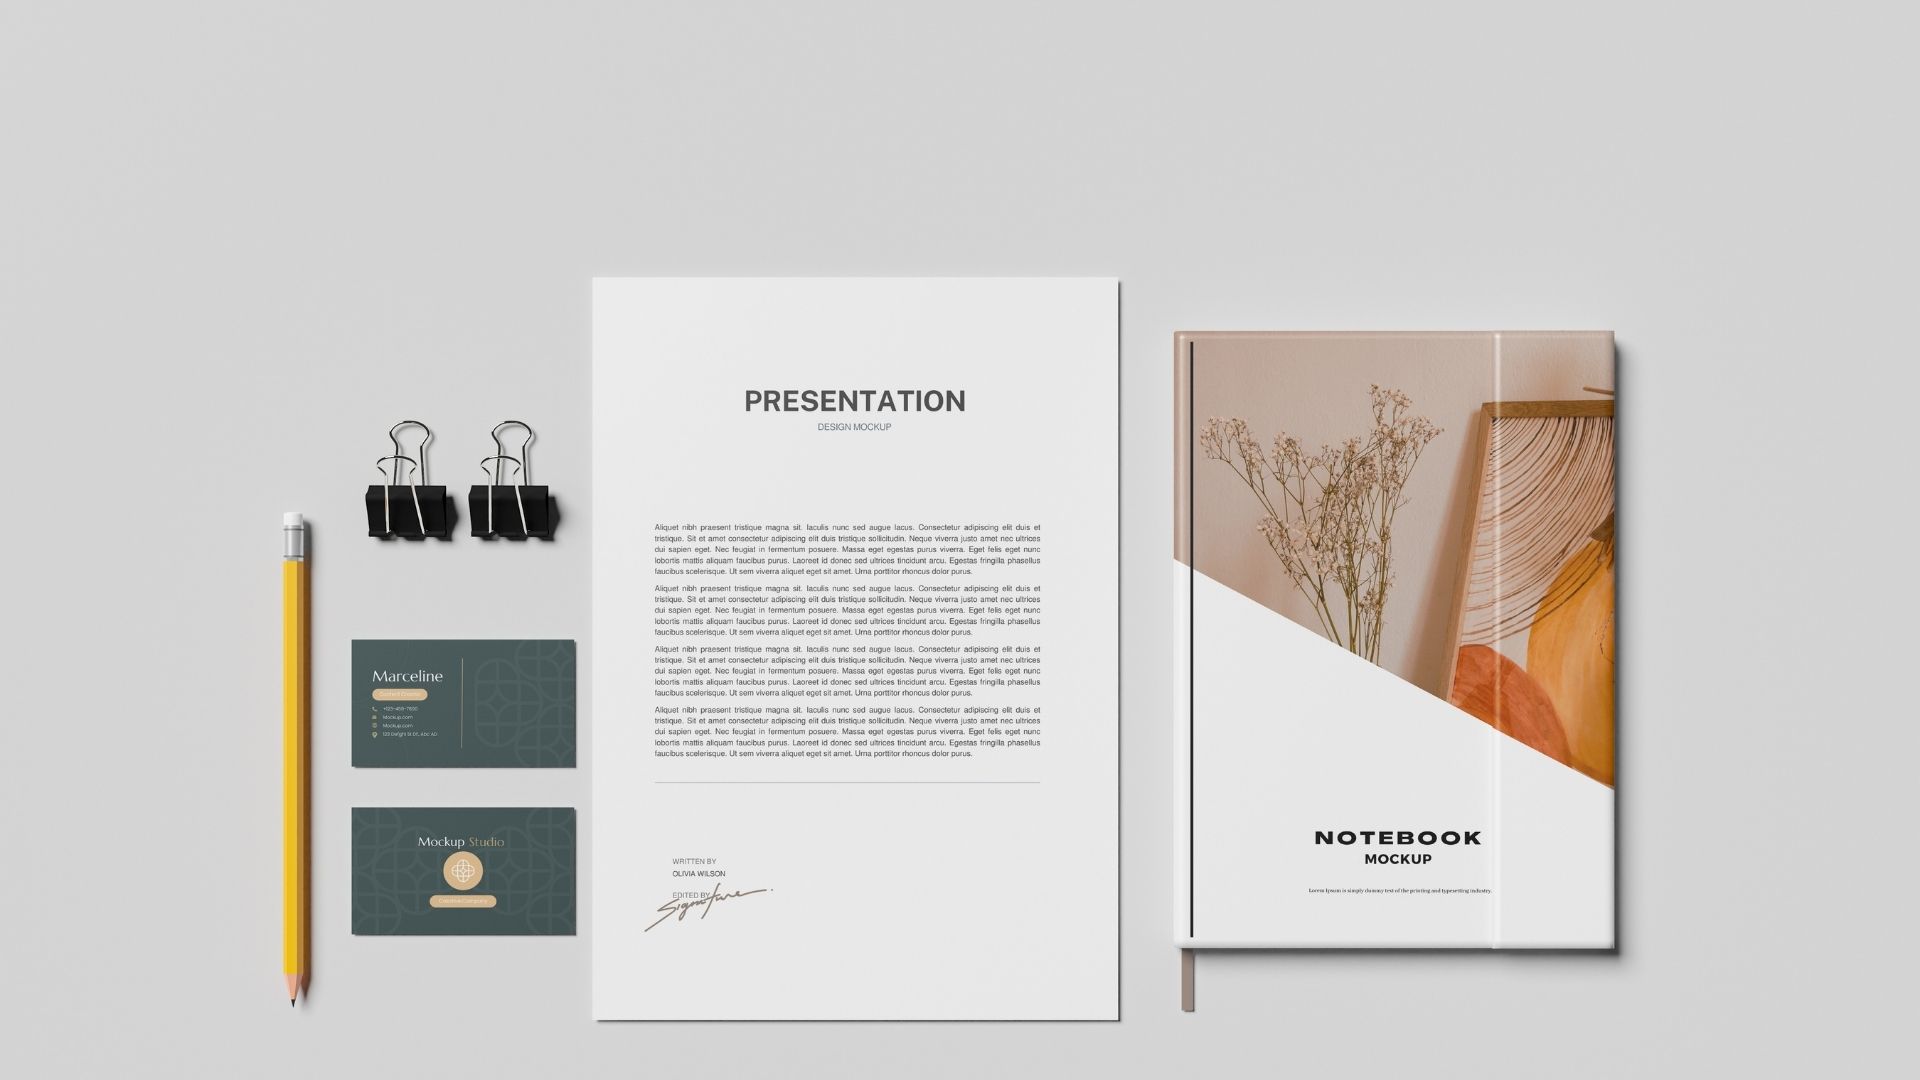 PRESENTATION
DESIGN MOCKUP
Aliquet nibh praesent tristique magna sit. Iaculis nunc sed augue lacus. Consectetur adipiscing elit duis et
tristique. Sit et amet consectetur adipiscing elit duis tristique sollicitudin. Neque viverra justo amet nec ultrices
dui sapien eget. Nec feugiat in fermentum posuere. Massa eget egestas purus viverra. Eget felis eget nunc
lobortis mattis aliquam faucibus purus. Laoreet id donec sed ultrices tincidunt arcu. Egestas fringilla phasellus
faucibus scelerisque. Ut sem viverra aliquet eget sit amet. Urna porttitor rhoncus dolor purus.
Aliquet nibh praesent tristique magna sit. Iaculis nunc sed augue lacus. Consectetur adipiscing elit duis et
tristique. Sit et amet consectetur adipiscing elit duis tristique sollicitudin. Neque viverra justo amet nec ultrices
dui sapien eget. Nec feugiat in fermentum posuere. Massa eget egestas purus viverra. Eget felis eget nunc
lobortis mattis aliquam faucibus purus. Laoreet id donec sed ultrices tincidunt arcu. Egestas fringilla phasellus
faucibus scelerisque. Ut sem viverra aliquet eget sit amet. Urna porttitor rhoncus dolor purus.
Aliquet nibh praesent tristique magna sit. Iaculis nunc sed augue lacus. Consectetur adipiscing elit duis et
tristique. Sit et amet consectetur adipiscing elit duis tristique sollicitudin. Neque viverra justo amet nec ultrices
dui sapien eget. Nec feugiat in fermentum posuere. Massa eget egestas purus viverra. Eget felis eget nunc
lobortis mattis aliquam faucibus purus. Laoreet id donec sed ultrices tincidunt arcu. Egestas fringilla phasellus
faucibus scelerisque. Ut sem viverra aliquet eget sit amet. Urna porttitor rhoncus dolor purus.
Aliquet nibh praesent tristique magna sit. Iaculis nunc sed augue lacus. Consectetur adipiscing elit duis et
tristique. Sit et amet consectetur adipiscing elit duis tristique sollicitudin. Neque viverra justo amet nec ultrices
dui sapien eget. Nec feugiat in fermentum posuere. Massa eget egestas purus viverra. Eget felis eget nunc
lobortis mattis aliquam faucibus purus. Laoreet id donec sed ultrices tincidunt arcu. Egestas fringilla phasellus
faucibus scelerisque. Ut sem viverra aliquet eget sit amet. Urna porttitor rhoncus dolor purus.
WRITTEN BY
OLIVIA WILSON
EDITED BY
Signature
Marceline
Mockup.com
Mockup.com
Mockup Studio
Creative Company
NOTEBOOK
MOCKUP
Lorem Ipsum is simply dummy text of the printing and typesetting industry.